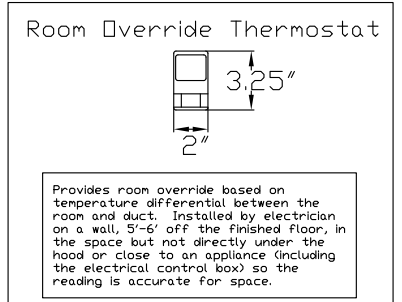 Room Override Thermostat
3.25"
2"
Provides room override based on
temperature differential between the
room and duct. Installed by electrician
on a wall, 5'-6' off the finished floor, in
the space but not directly under the
hood or close to an appliance (including
the electrical control box) so the
reading is accurate for space.